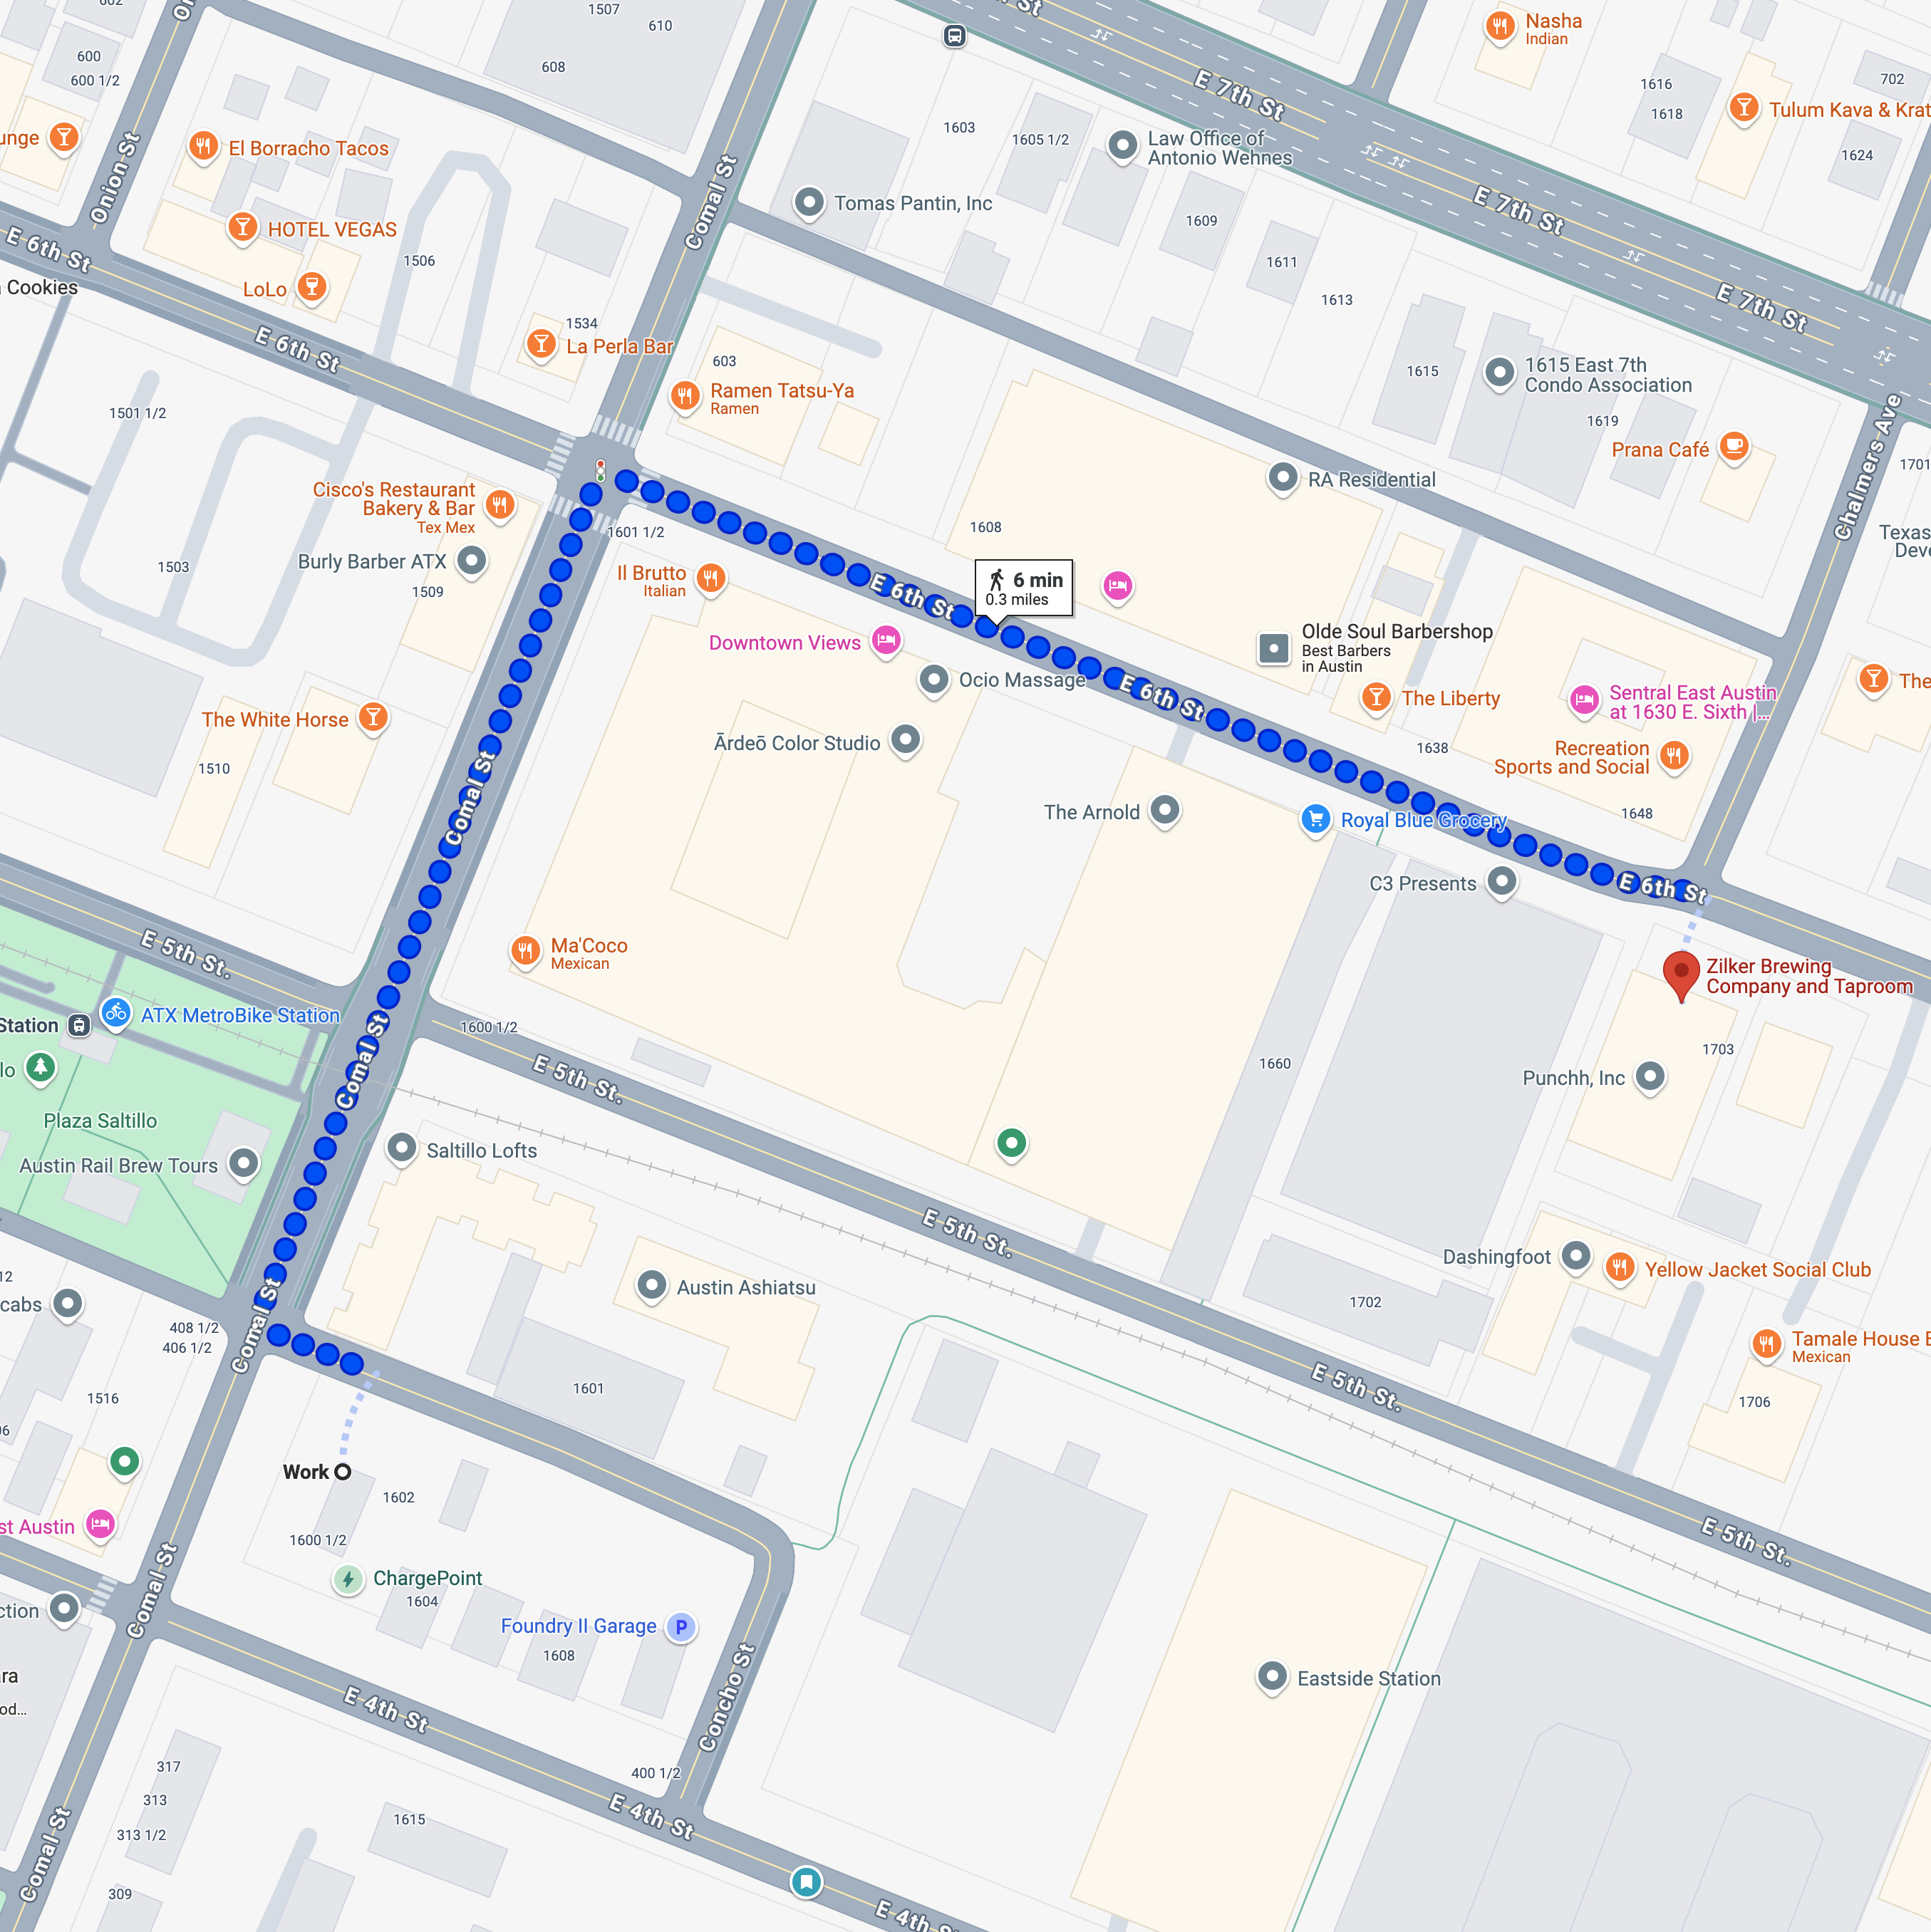 602
1507
610
608
600
600 1/2
Onion St
El Borracho Tacos
HOTEL VEGAS
LoLo
1506
E 6th St
E 6th St
Cookies
1534
La Perla Bar
Comal St
E 7th St
E 7th St
E 7th St
Nasha
Indian
1616
1618
702
Tulum Kava & Krat
1624
1603
1605 1/2
Law Office of
Antonio Wehnes
Tomas Pantin, Inc
1609
1611
1613
1615
1615 East 7th
Condo Association
1619
Prana Café
Chalmers Ave
1701
Texas
Deve
603
Ramen Tatsu-Ya
Ramen
1501 1/2
1503
Cisco's Restaurant
Bakery & Bar
Tex Mex
Burly Barber ATX
1509
1601 1/2
Il Brutto
Italian
1608
RA Residential
6 min
0.3 miles
E 6th St
E 6th St
Downtown Views
Ocio Massage
Ārdeō Color Studio
Olde Soul Barbershop
Best Barbers
in Austin
The Liberty
Sentral East Austin
at 1630 E. Sixth |...
Recreation
Sports and Social
1638
1648
The
The White Horse
1510
Comal St
The Arnold
Royal Blue Grocery
C3 Presents
E 6th St
Zilker Brewing
Company and Taproom
1703
Punchh, Inc
1660
Ma'Coco
Mexican
E 5th St.
Station
ATX MetroBike Station
Comal St
1600 1/2
E 5th St.
Plaza Saltillo
Austin Rail Brew Tours
Saltillo Lofts
E 5th St.
Austin Ashiatsu
Dashingfoot
Yellow Jacket Social Club
1702
Tamale House E
Mexican
1706
E 5th St.
E 5th St.
cabs
408 1/2
406 1/2
Comal St
1516
1601
Work
1602
1600 1/2
ChargePoint
1604
Foundry II Garage
1608
st Austin
Comal St
Concho St
Eastside Station
E 4th St
400 1/2
E 4th St
E 4th St
317
313
313 1/2
1615
309
Comal St